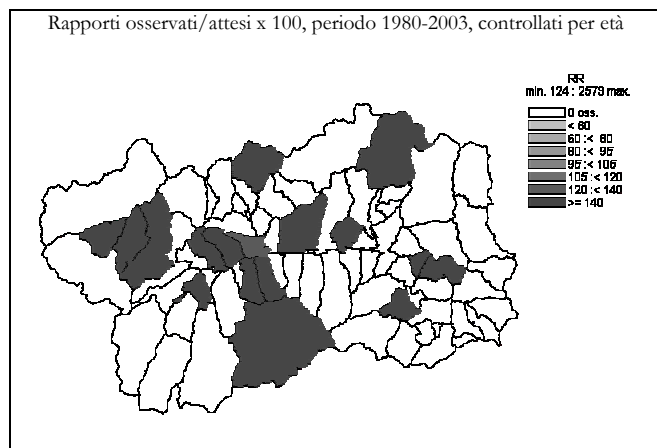 Rapporti osservati/attesi x 100, periodo 1980-2003, controllati per età
RR
min. 124 : 2579 max.
0 oss.
< 60
60 :< 80
80 :< 95
95 :< 105
105 :< 120
120 :< 140
>= 140